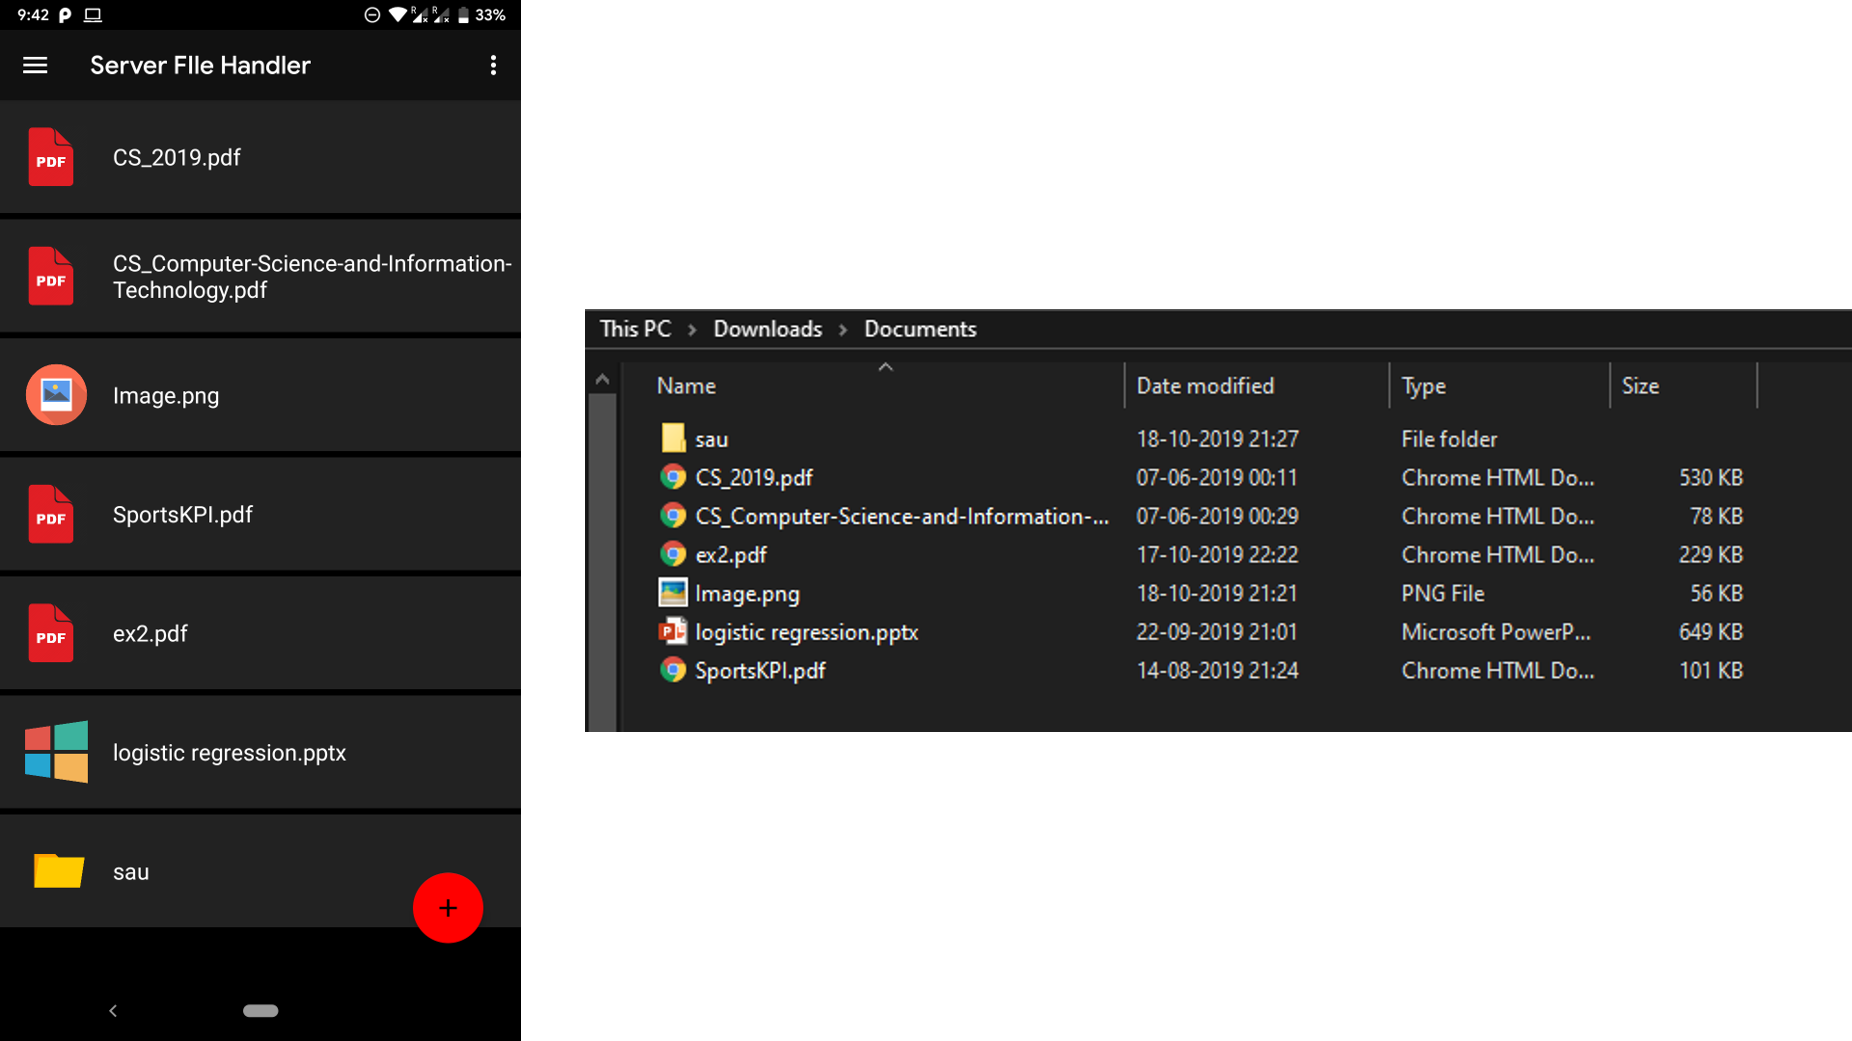 9:42
R
R
33%
Server FIle Handler
PDF
CS_2019.pdf
PDF
CS_Computer-Science-and-Information-
Technology.pdf
Image.png
PDF
SportsKPI.pdf
PDF
ex2.pdf
logistic regression.pptx
sau
+
This PC > Downloads > Documents
Name Date modified Type Size
sau 18-10-2019 21:27 File folder
CS_2019.pdf 07-06-2019 00:11 Chrome HTML Do... 530 KB
CS_Computer-Science-and-Information-... 07-06-2019 00:29 Chrome HTML Do... 78 KB
ex2.pdf 17-10-2019 22:22 Chrome HTML Do... 229 KB
Image.png 18-10-2019 21:21 PNG File 56 KB
logistic regression.pptx 22-09-2019 21:01 Microsoft PowerP... 649 KB
SportsKPI.pdf 14-08-2019 21:24 Chrome HTML Do... 101 KB